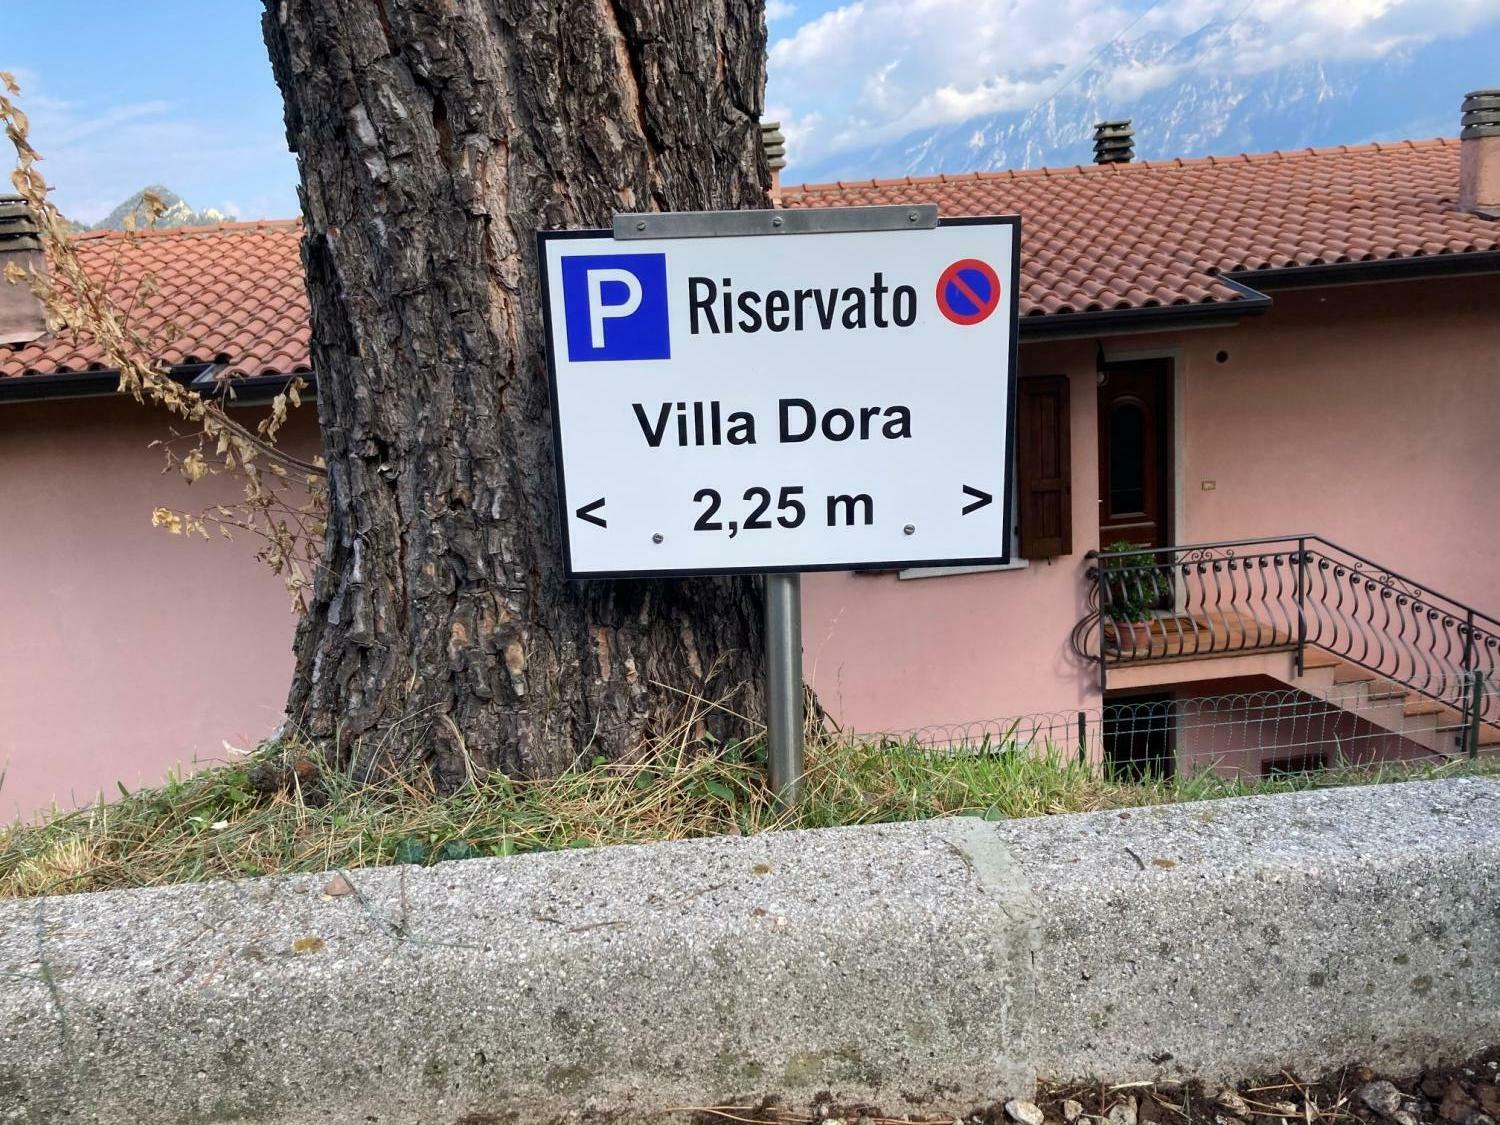 P Riservato
Villa Dora
< 2,25 m >